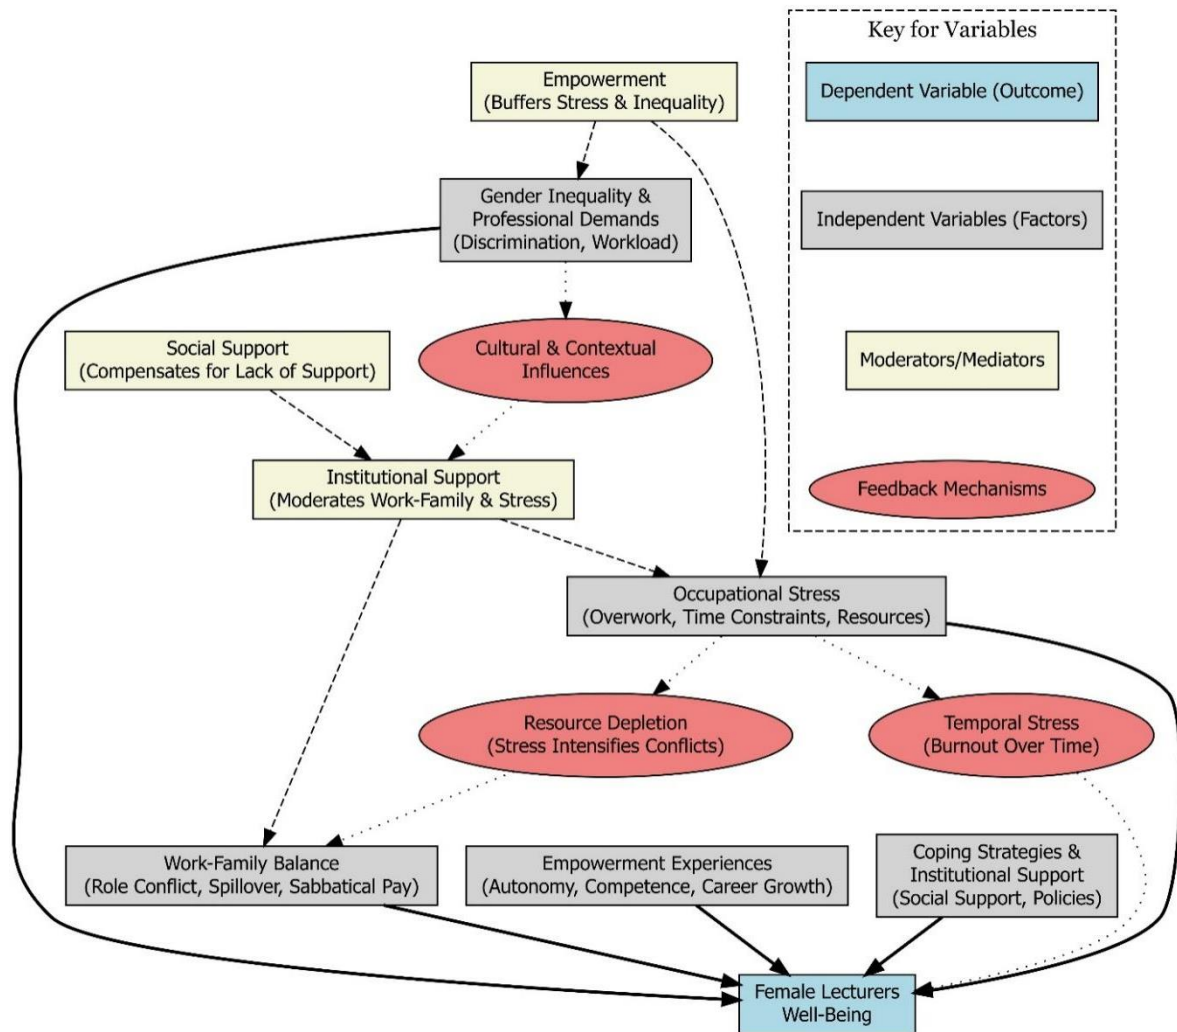 Key for Variables
Dependent Variable (Outcome)
Independent Variables (Factors)
Moderators/Mediators
Feedback Mechanisms
Empowerment
(Buffers Stress & Inequality)
Gender Inequality &
Professional Demands
(Discrimination, Workload)
Social Support
(Compensates for Lack of Support)
Cultural & Contextual
Influences
Institutional Support
(Moderates Work-Family & Stress)
Occupational Stress
(Overwork, Time Constraints, Resources)
Resource Depletion
(Stress Intensifies Conflicts)
Temporal Stress
(Burnout Over Time)
Work-Family Balance
(Role Conflict, Spillover, Sabbatical Pay)
Empowerment Experiences
(Autonomy, Competence, Career Growth)
Coping Strategies &
Institutional Support
(Social Support, Policies)
Female Lecturers
Well-Being